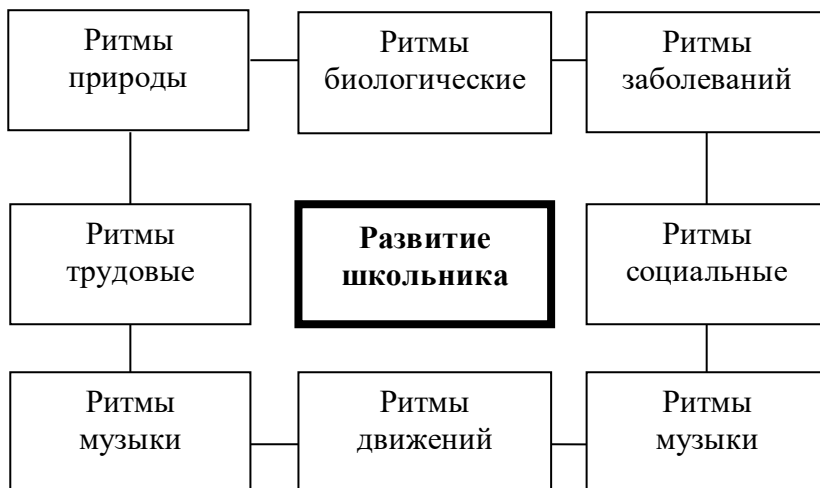 Ритмы
природы
Ритмы
биологические
Ритмы
заболеваний
Ритмы
трудовые
Развитие
школьника
Ритмы
социальные
Ритмы
музыки
Ритмы
движений
Ритмы
музыки